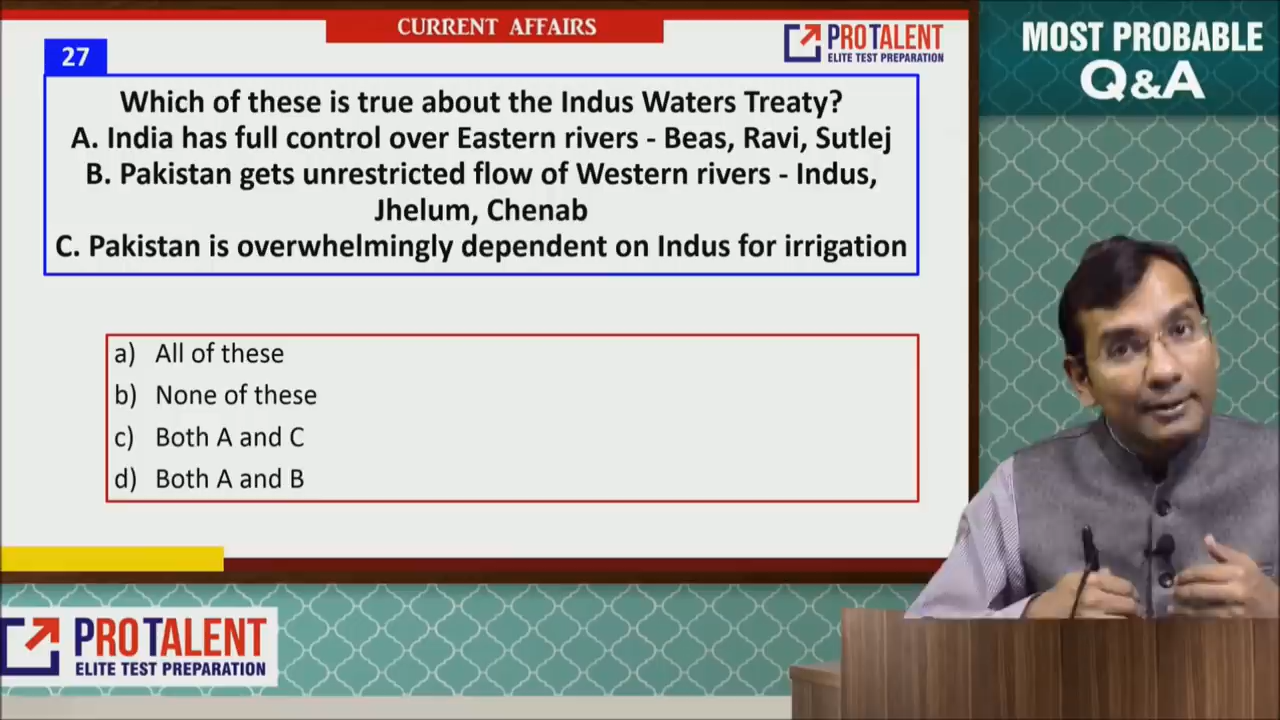 CURRENT AFFAIRS
PROTALENT
ELITE TEST PREPARATION
MOST PROBABLE
Q&A
27
Which of these is true about the Indus Waters Treaty?
A. India has full control over Eastern rivers - Beas, Ravi, Sutlej
B. Pakistan gets unrestricted flow of Western rivers - Indus,
Jhelum, Chenab
C. Pakistan is overwhelmingly dependent on Indus for irrigation
a) All of these
b) None of these
c) Both A and C
d) Both A and B
PROTALENT
ELITE TEST PREPARATION